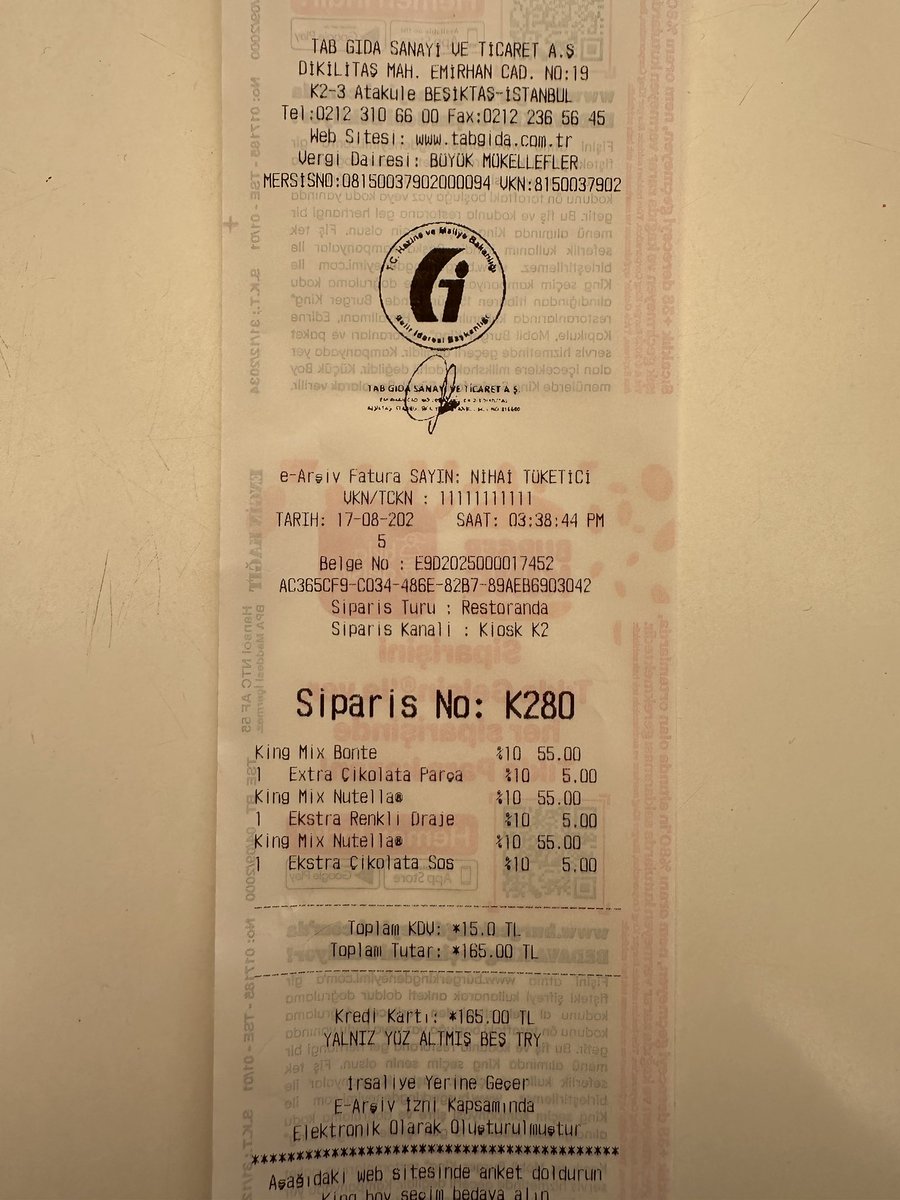 TAB GIDA SANAYİ VE TİCARET A.Ş
DİKİLİTAŞ MAH. EMİRHAN CAD. NO:19
K2-3 Atakule BEŞİKTAŞ-İSTANBUL
Tel:0212 310 66 00 Fax:0212 236 56 45
Web Sitesi: www.tabgida.com.tr
Vergi Dairesi: BÜYÜK MÜKELLEFLER
MERSİSNO:0815003790200094 VKN:8150037902
T.C. Hazine ve Maliye Bakanlığı
Gelir İdaresi Başkanlığı
TAB GIDA SANAYİ VE TİCARET A.Ş.
e-Arşiv Fatura SAYIN: NİHAİ TÜKETİCİ
VKN/TCKN : 11111111111
TARIH: 17-08-202 SAAT: 03:38:44 PM
5
Belge No : E9D2025000017452
AC365CF9-C034-486E-82B7-89AEB6903042
Siparis Turu : Restoranda
Siparis Kanali : Kiosk K2
Siparis No: K280
King Mix Bonte %10 55.00
1 Extra Çikolata Parça %10 5.00
King Mix Nutella® %10 55.00
1 Ekstra Renkli Draje %10 5.00
King Mix Nutella® %10 55.00
1 Ekstra Çikolata Sos %10 5.00
Toplam KDV: *15.0 TL
Toplam Tutar: *165.00 TL
Kredi Kartı: *165.00 TL
YALNIZ YÜZ ALTMIŞ BEŞ TRY
İrsaliye Yerine Geçer
E-Arşiv İzni Kapsamında
Elektronik Olarak Oluşturulmuştur
****************************************
Aşağıdaki web sitesinde anket doldurun
King boy seçim bedava alın